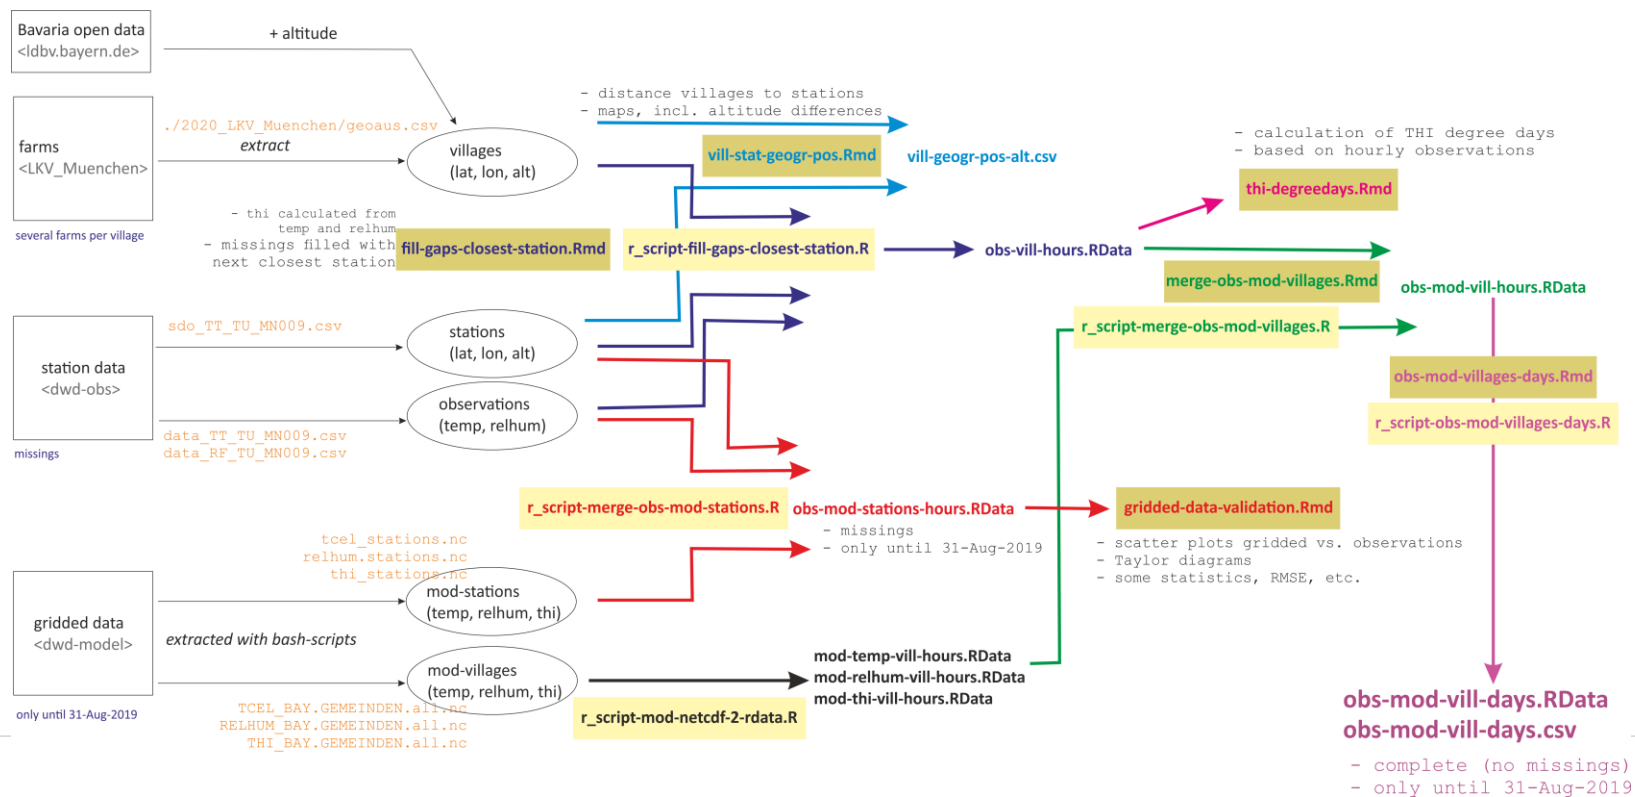 Bavaria open data
<ldbv.bayern.de>
+ altitude
farms
<LKV_Muenchen>
several farms per village
./2020_LKV_Muenchen/geoaus.csv
extract
villages
(lat, lon, alt)
- distance villages to stations
- maps, incl. altitude differences
vill-stat-geogr-pos.Rmd
vill-geogr-pos-alt.csv
- calculation of THI degree days
- based on hourly observations
thi-degreedays.Rmd
- thi calculated from
temp and relhum
- missings filled with
next closest station
fill-gaps-closest-station.Rmd
r_script-fill-gaps-closest-station.R
obs-vill-hours.RData
merge-obs-mod-villages.Rmd
obs-mod-vill-hours.RData
r_script-merge-obs-mod-villages.R
station data
<dwd-obs>
missings
sdo_TT_TU_MN009.csv
stations
(lat, lon, alt)
observations
(temp, relhum)
data_TT_TU_MN009.csv
data_RF_TU_MN009.csv
obs-mod-villages-days.Rmd
r_script-obs-mod-villages-days.R
r_script-merge-obs-mod-stations.R
obs-mod-stations-hours.RData
- missings
- only until 31-Aug-2019
gridded-data-validation.Rmd
- scatter plots gridded vs. observations
- Taylor diagrams
- some statistics, RMSE, etc.
tcel_stations.nc
relhum.stations.nc
thi_stations.nc
gridded data
<dwd-model>
only until 31-Aug-2019
mod-stations
(temp, relhum, thi)
extracted with bash-scripts
mod-villages
(temp, relhum, thi)
TCEL_BAY.GEMEINDEN.all.nc
RELHUM_BAY.GEMEINDEN.all.nc
THI_BAY.GEMEINDEN.all.nc
r_script-mod-netcdf-2-rdata.R
mod-temp-vill-hours.RData
mod-relhum-vill-hours.RData
mod-thi-vill-hours.RData
obs-mod-vill-days.RData
obs-mod-vill-days.csv
- complete (no missings)
- only until 31-Aug-2019